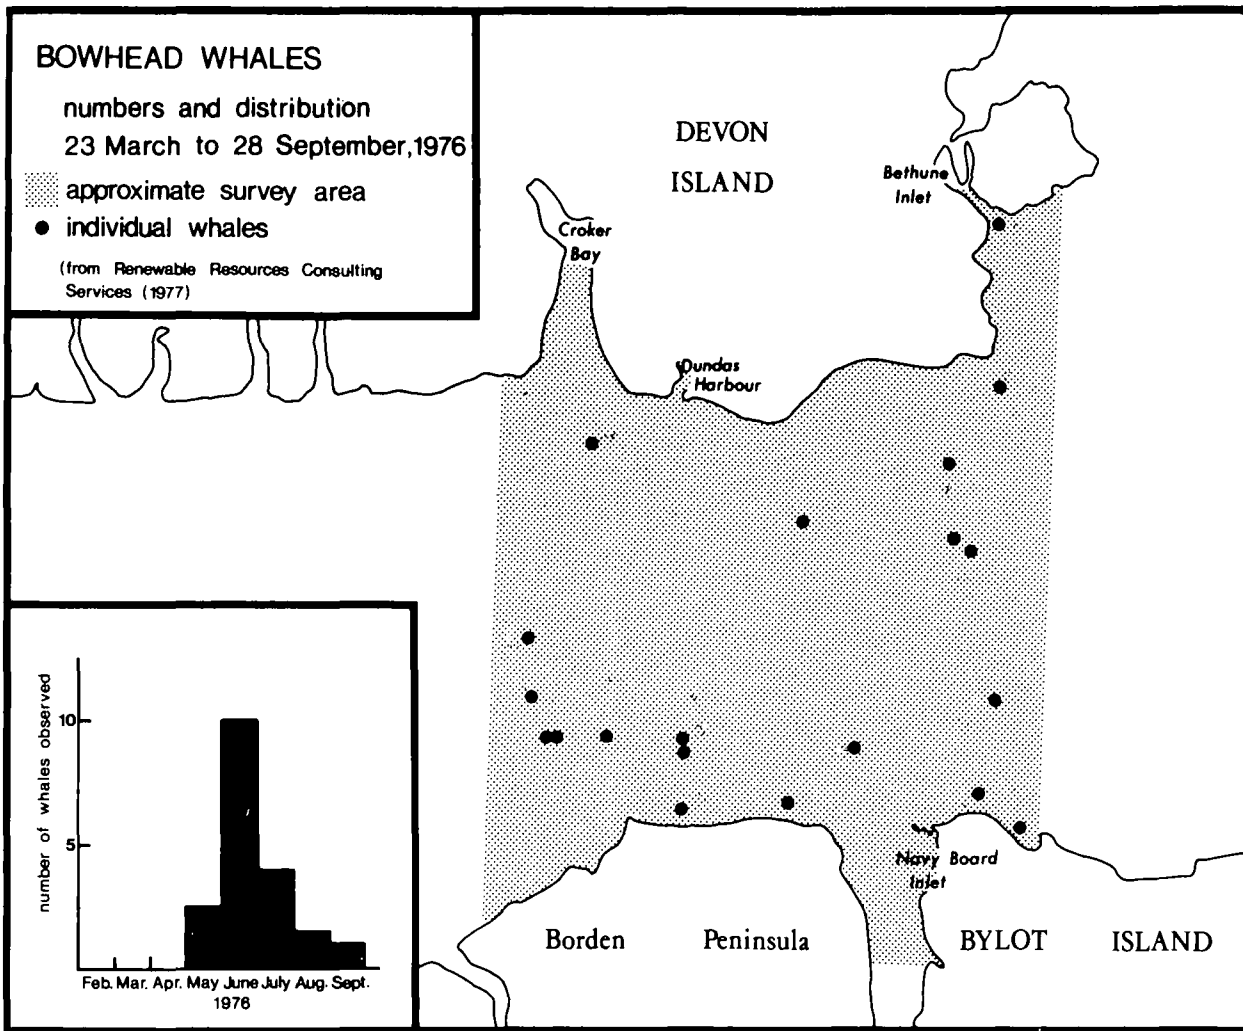 BOWHEAD WHALES
numbers and distribution
23 March to 28 September,1976
approximate survey area
individual whales
(from Renewable Resources Consulting
Services (1977)
DEVON
ISLAND
Bethune
Inlet
Croker
Bay
Dundas
Harbour
number of whales observed
10
5
Feb. Mar. Apr. May June July Aug. Sept.
1976
Navy Board
Inlet
Borden Peninsula
BYLOT ISLAND